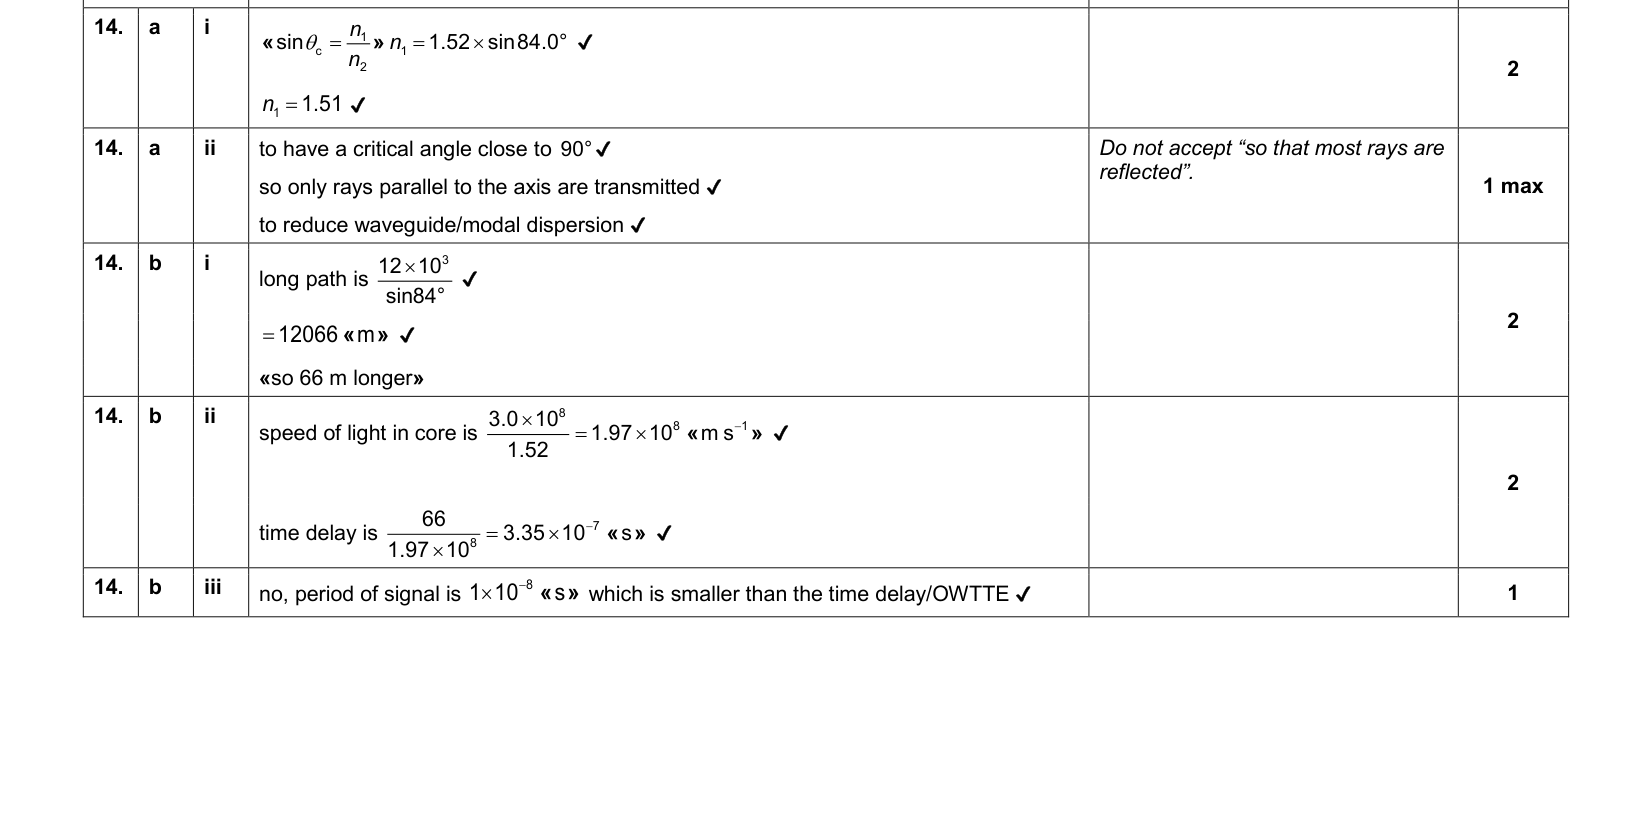 14. a i «sinθc = n1/n2» n1 = 1.52 × sin84.0° ✓
n1 = 1.51 ✓
2
14. a ii to have a critical angle close to 90° ✓
so only rays parallel to the axis are transmitted ✓
to reduce waveguide/modal dispersion ✓
Do not accept “so that most rays are
reflected”.
1 max
14. b i long path is 12×10³/sin84° ✓
= 12066 «m» ✓
«so 66 m longer»
2
14. b ii speed of light in core is 3.0×10⁸/1.52 = 1.97×10⁸ «m s⁻¹» ✓
time delay is 66/1.97×10⁸ = 3.35×10⁻⁷ «s» ✓
2
14. b iii no, period of signal is 1×10⁻⁸ «s» which is smaller than the time delay/OWTTE ✓
1